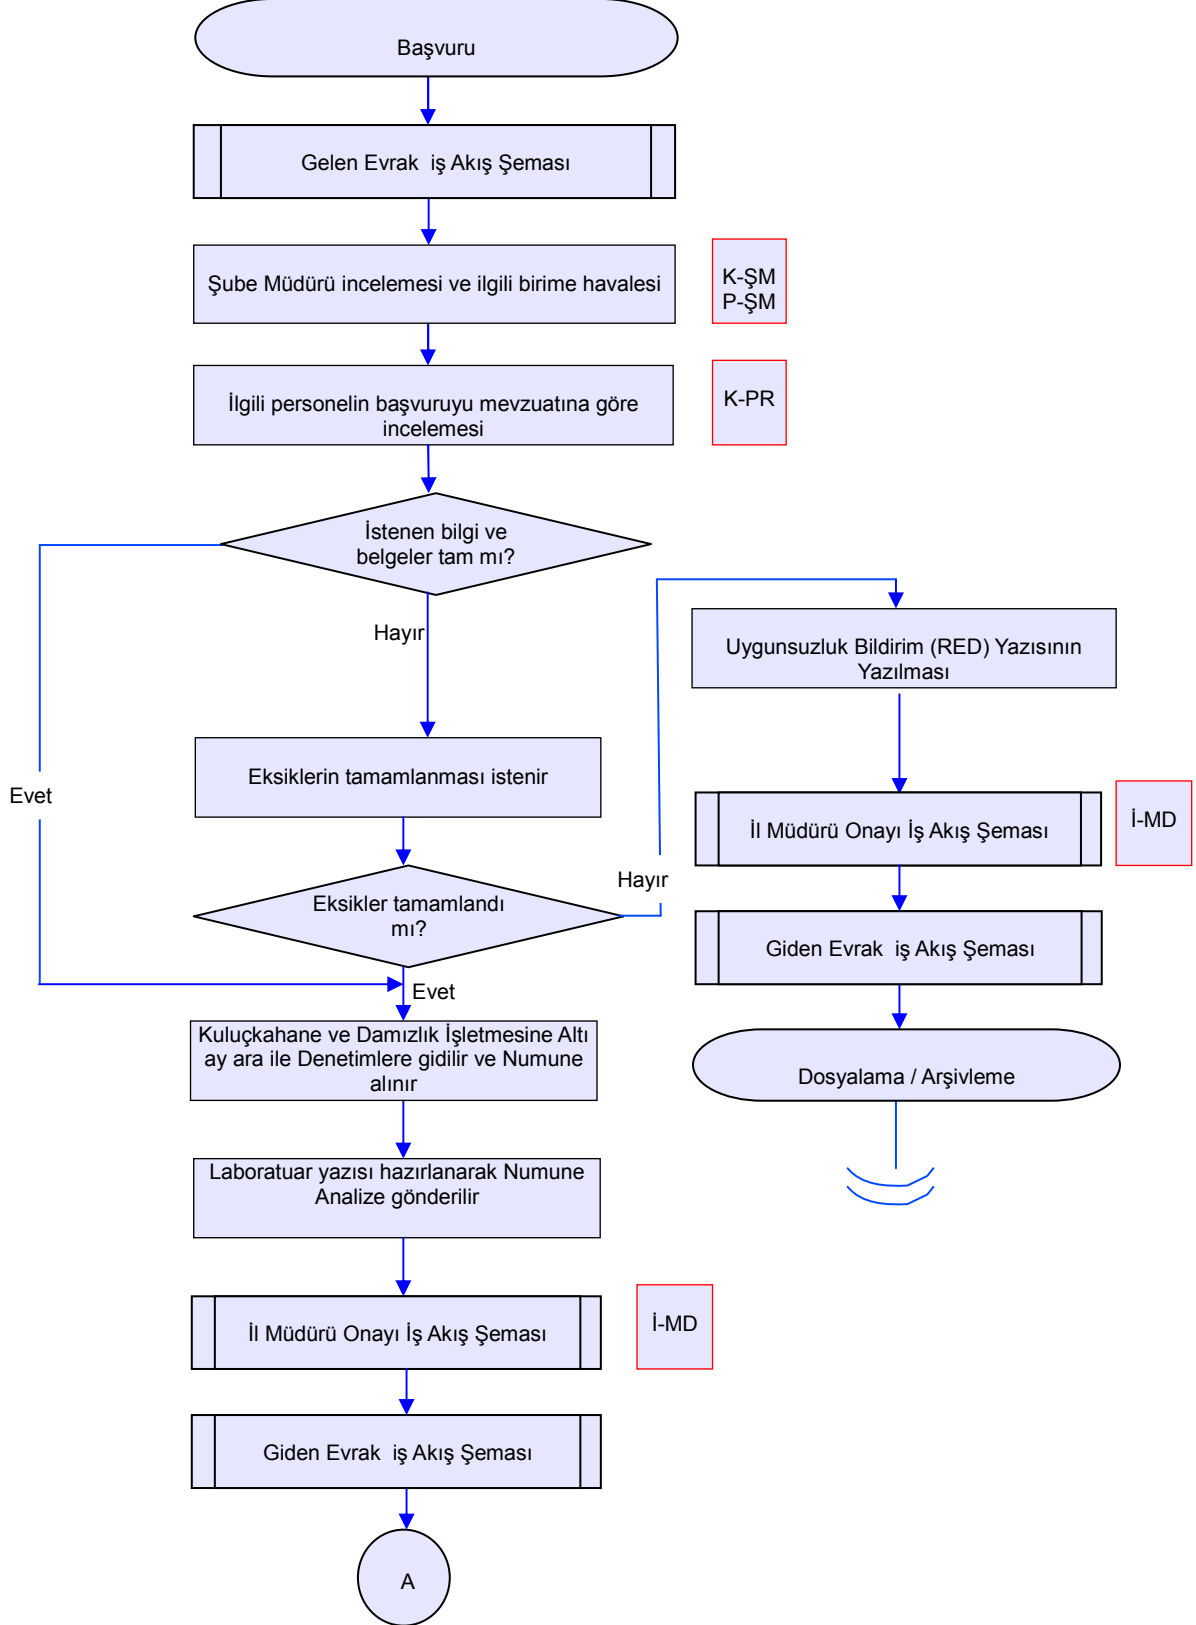 Başvuru
Gelen Evrak iş Akış Şeması
Şube Müdürü incelemesi ve ilgili birime havalesi
K-ŞM
P-ŞM
İlgili personelin başvuruyu mevzuatına göre
incelemesi
K-PR
İstenen bilgi ve
belgeler tam mı?
Hayır
Uygunsuzluk Bildirim (RED) Yazısının
Yazılması
Eksiklerin tamamlanması istenir
Evet
İl Müdürü Onayı İş Akış Şeması
İ-MD
Hayır
Eksikler tamamlandı
mı?
Giden Evrak iş Akış Şeması
Evet
Kuluçkahane ve Damızlık İşletmesine Altı
ay ara ile Denetimlere gidilir ve Numune
alınır
Dosyalama / Arşivleme
Laboratuar yazısı hazırlanarak Numune
Analize gönderilir
İl Müdürü Onayı İş Akış Şeması
İ-MD
Giden Evrak iş Akış Şeması
A